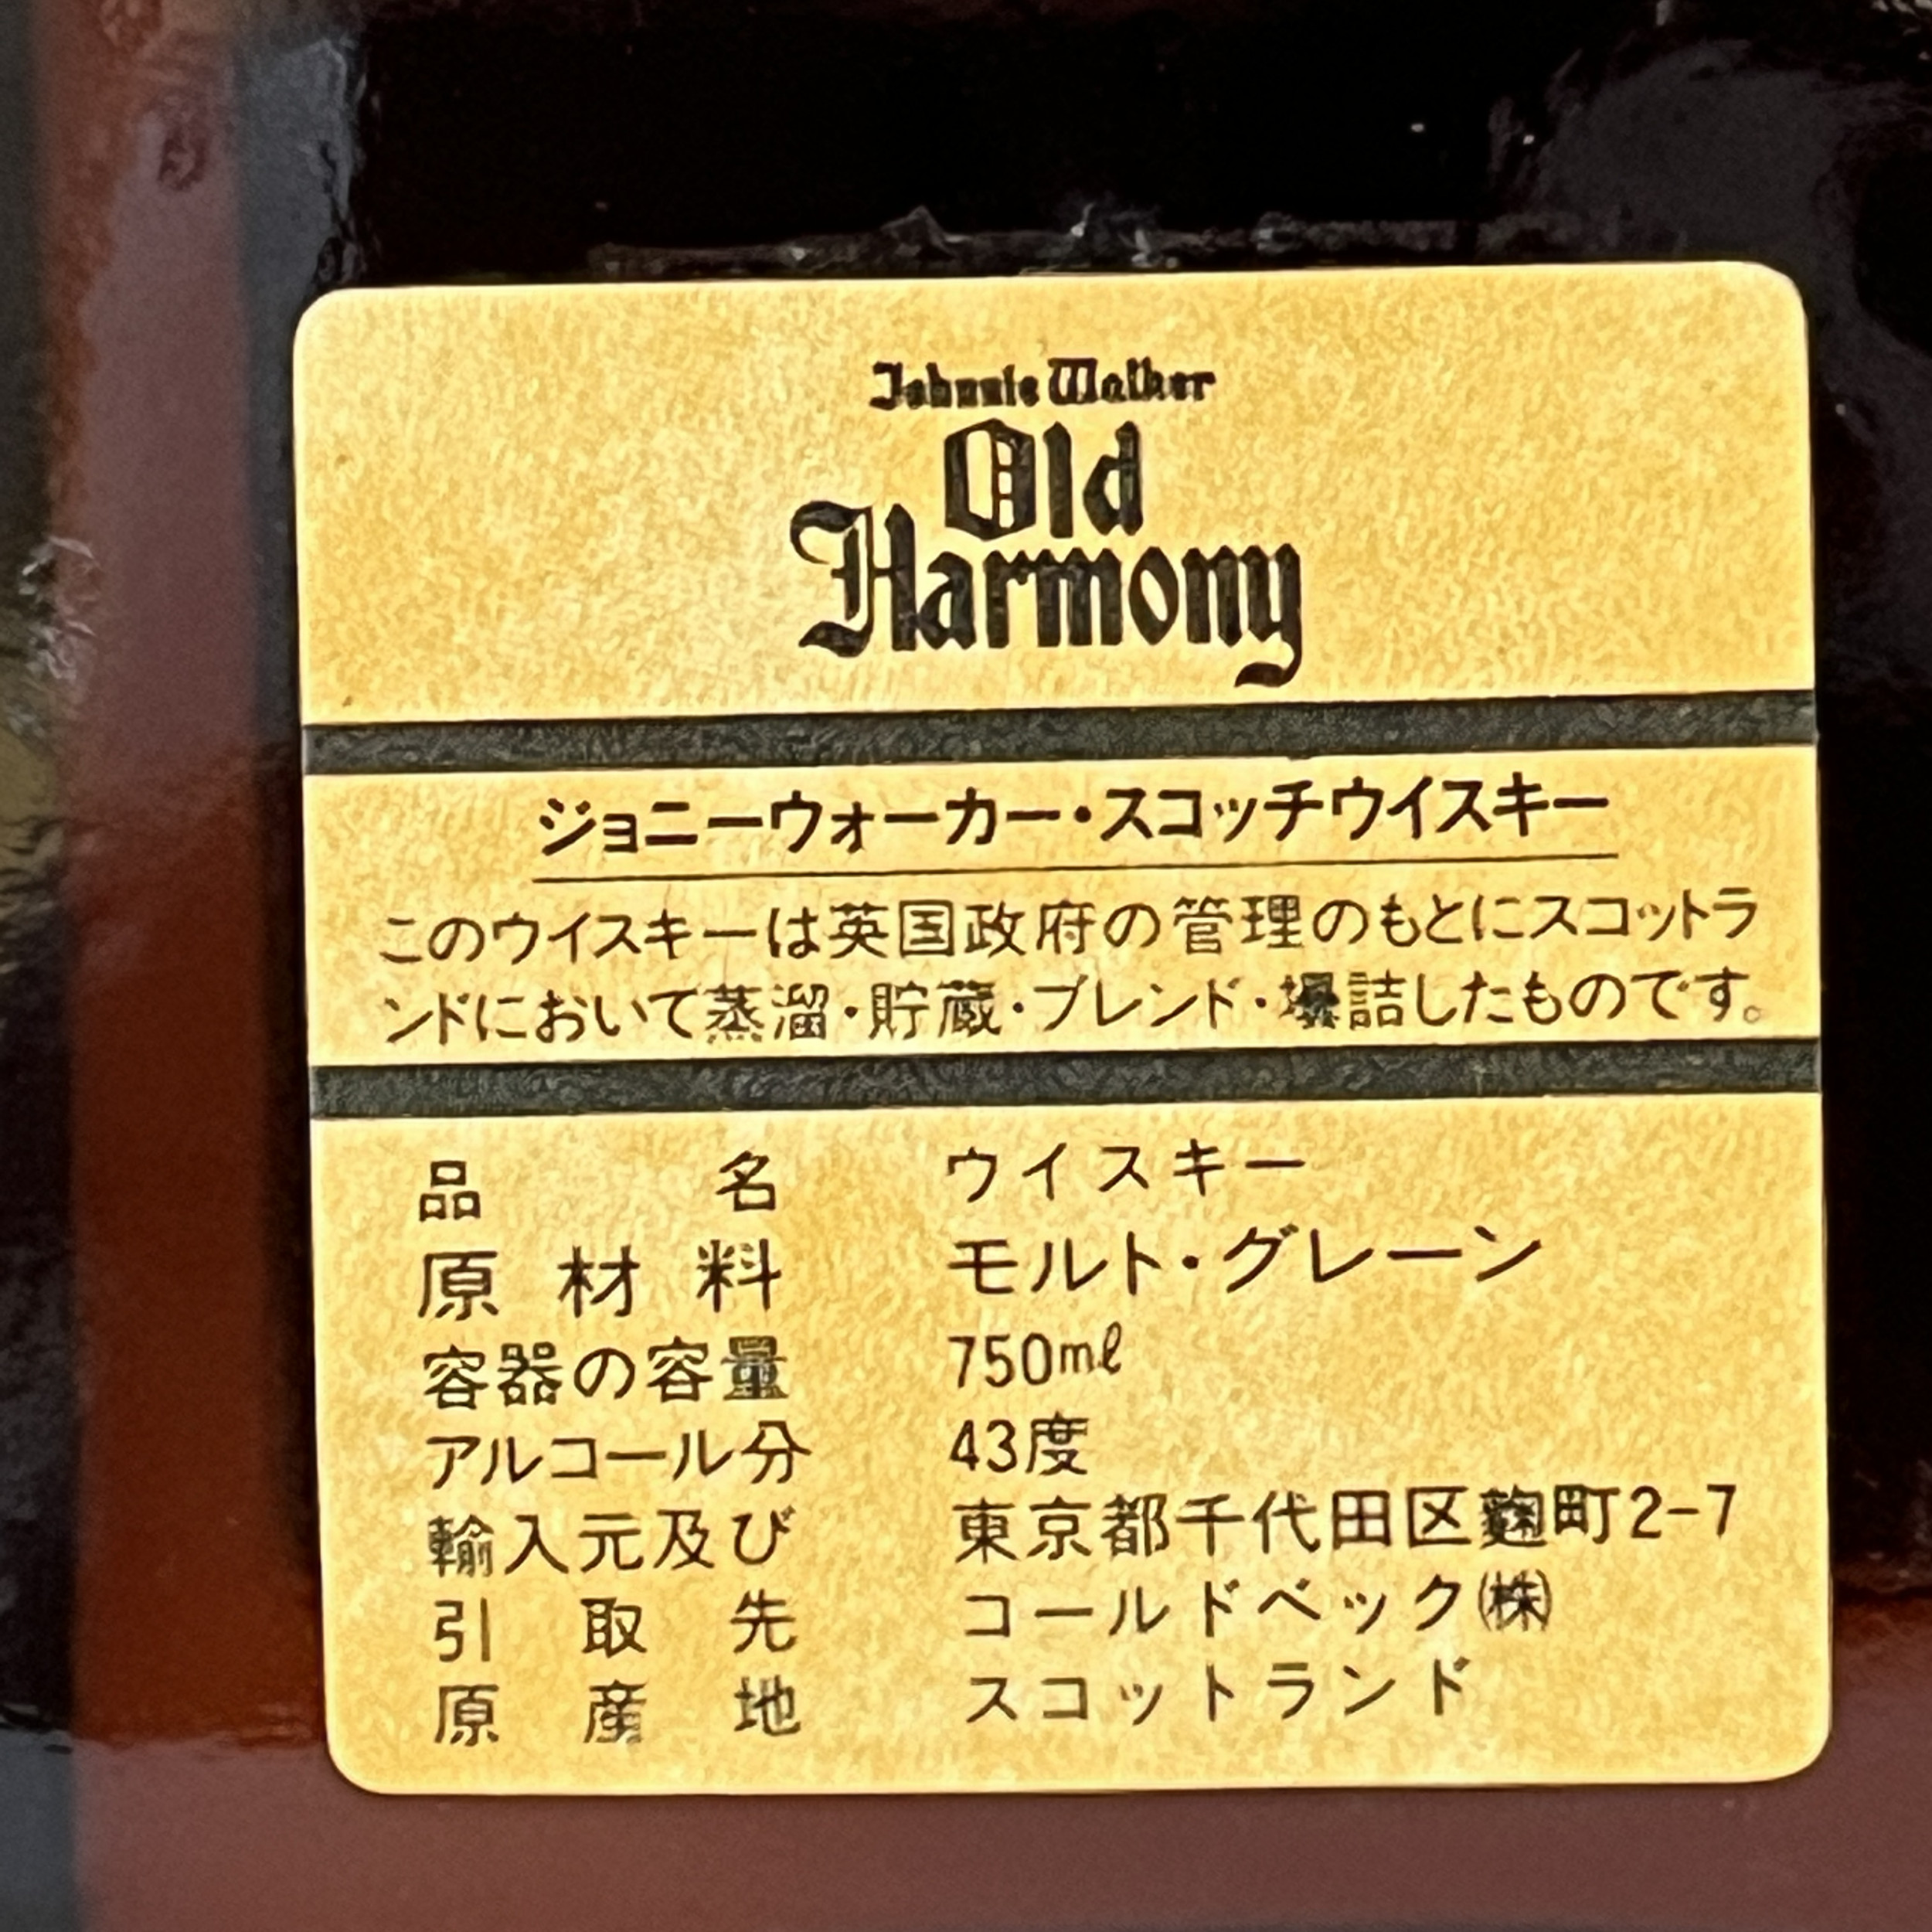 Johnnie Walker
Old
Harmony
ジョニーウォーカー・スコッチウイスキー
このウイスキーは英国政府の管理のもとにスコットラ
ンドにおいて蒸溜・貯蔵・ブレンド・壜詰したものです。
品名 ウイスキー
原材料 モルト・グレーン
容器の容量 750ml
アルコール分 43度
輸入元及び 東京都千代田区麹町2-7
引取先 コールドベック㈱
原産地 スコットランド